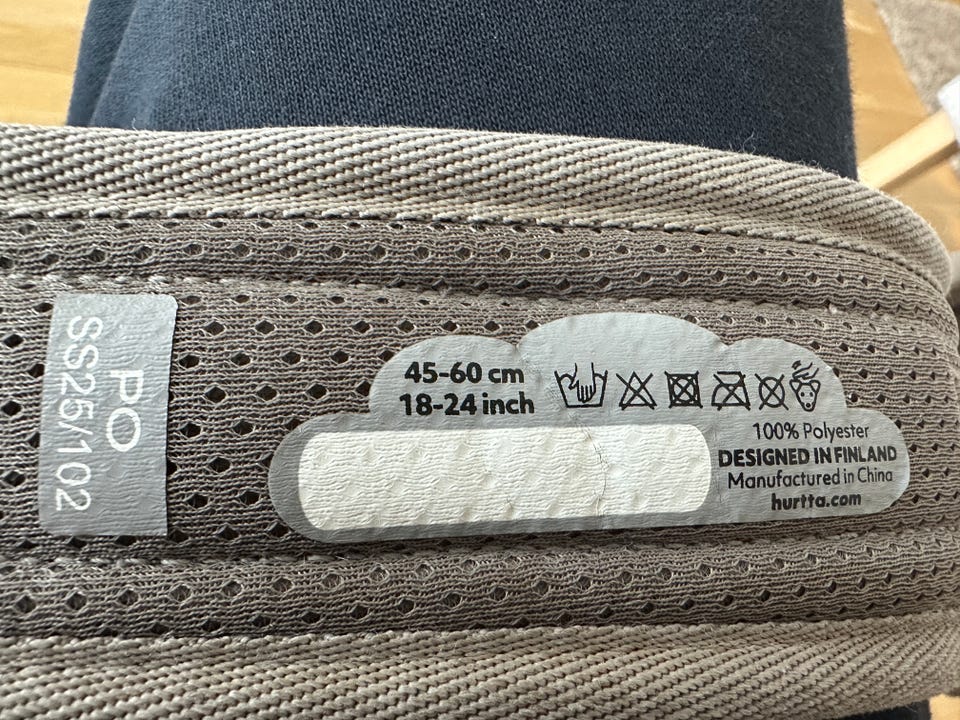 PO
SS25/102
45-60 cm
18-24 inch
100% Polyester
DESIGNED IN FINLAND
Manufactured in China
hurtta.com